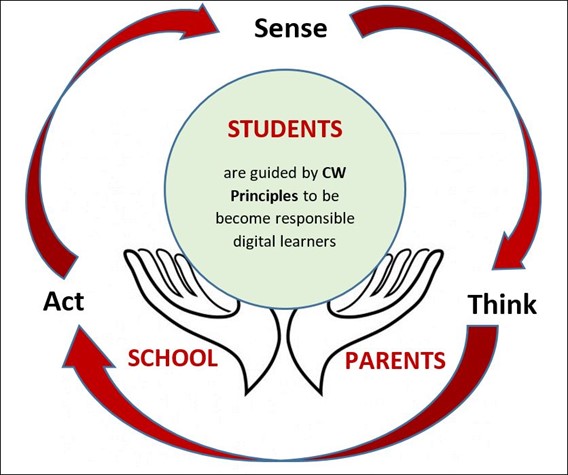 Sense
STUDENTS
are guided by CW
Principles to be
become responsible
digital learners
Act
Think
SCHOOL
PARENTS